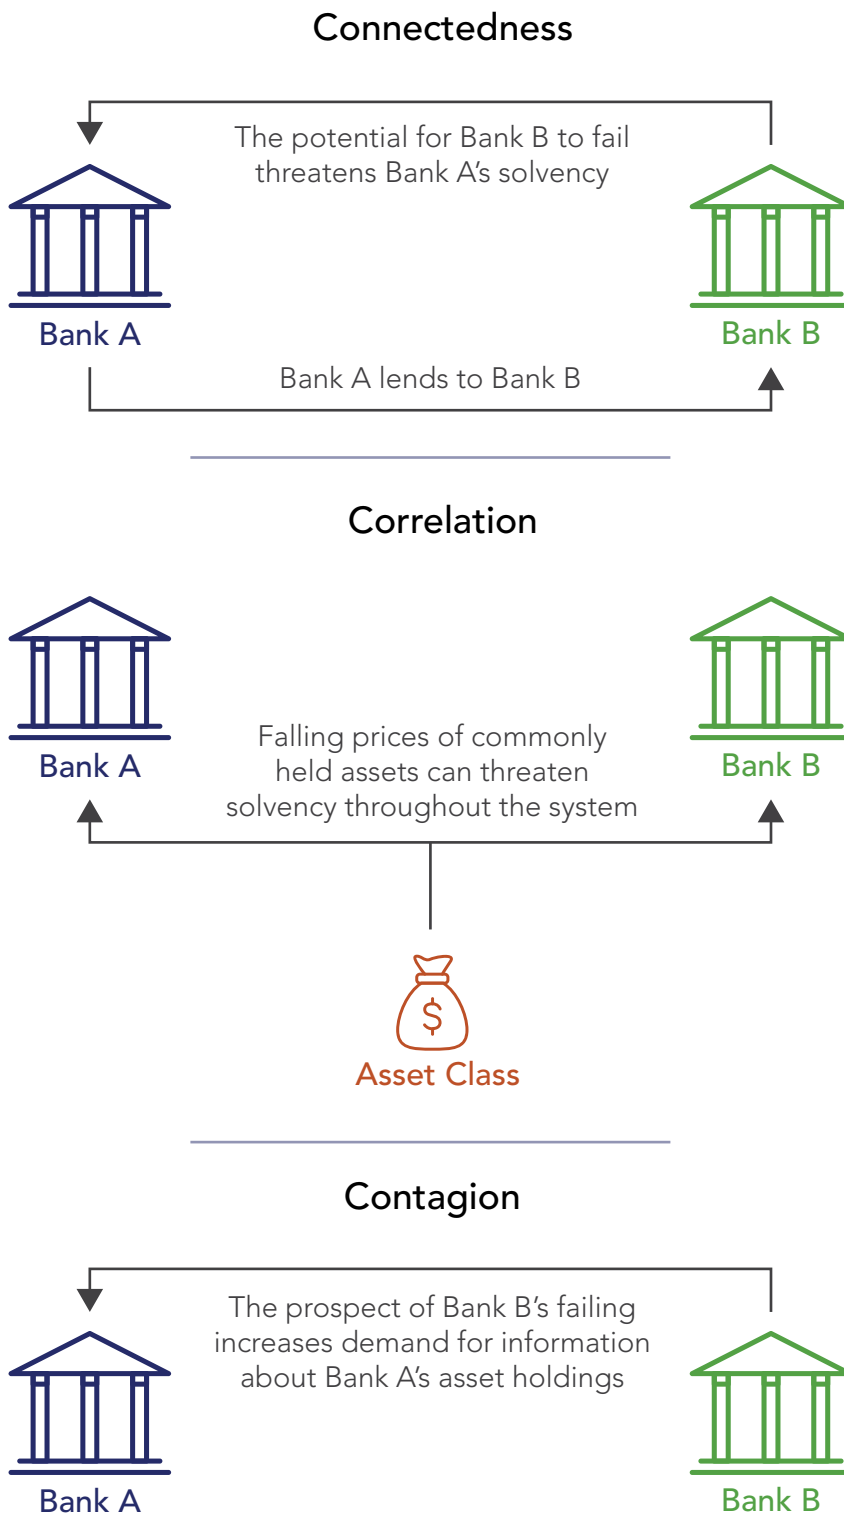 Connectedness
The potential for Bank B to fail
threatens Bank A’s solvency
Bank A
Bank B
Bank A lends to Bank B
Correlation
Bank A
Bank B
Falling prices of commonly
held assets can threaten
solvency throughout the system
$
Asset Class
Contagion
The prospect of Bank B’s failing
increases demand for information
about Bank A’s asset holdings
Bank A
Bank B